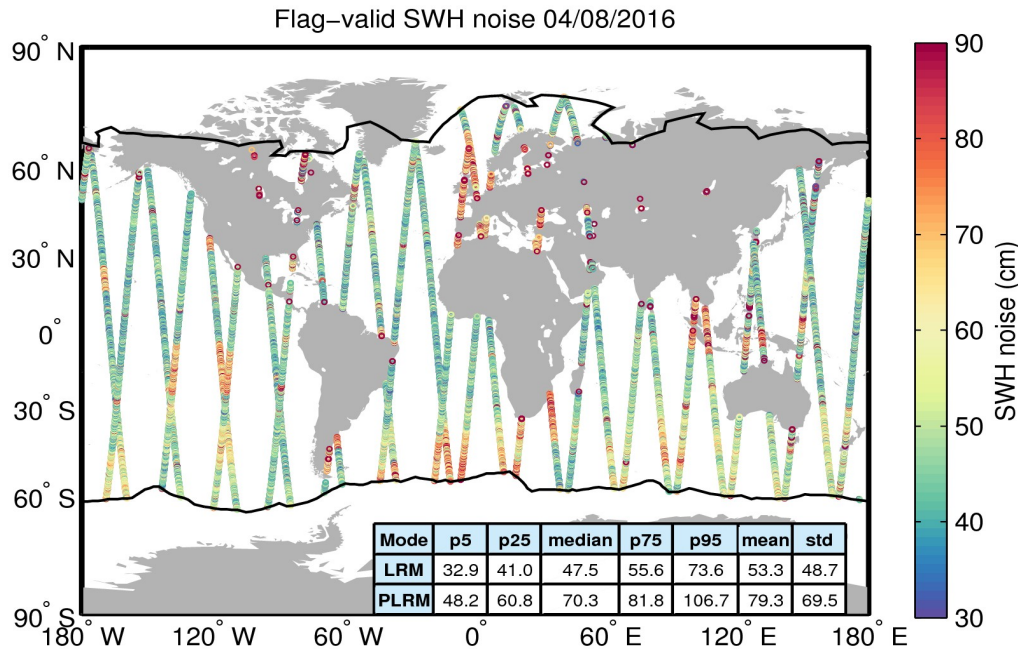 Flag−valid SWH noise 04/08/2016
90° N
60° N
30° N
0°
30° S
60° S
90° S
180° W
120° W
60° W
0°
60° E
120° E
180° E
90
80
70
60
50
40
30
SWH noise (cm)
Mode p5 p25 median p75 p95 mean std
LRM 32.9 41.0 47.5 55.6 73.6 53.3 48.7
PLRM 48.2 60.8 70.3 81.8 106.7 79.3 69.5